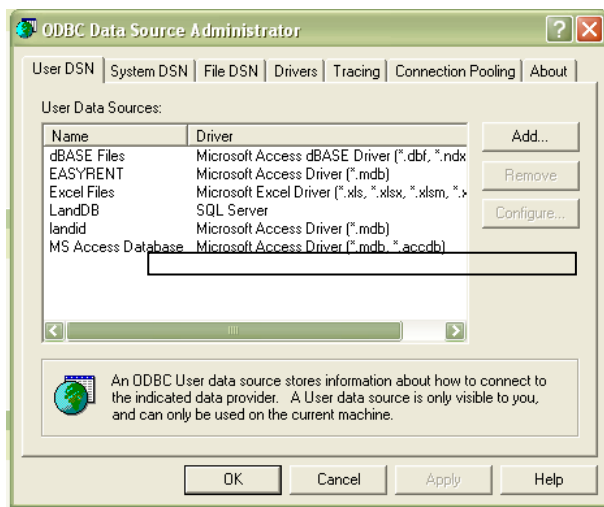 ODBC Data Source Administrator
User DSN System DSN File DSN Drivers Tracing Connection Pooling About
User Data Sources:
Name Driver Add...
dBASE Files Microsoft Access dBASE Driver (*.dbf, *.ndx
EASYRENT Microsoft Access Driver (*.mdb) Remove
Excel Files Microsoft Excel Driver (*.xls, *.xlsx, *.xlsm, *.x
LandDB SQL Server Configure...
landid Microsoft Access Driver (*.mdb)
MS Access Database Microsoft Access Driver (*.mdb, *.accdb)
An ODBC User data source stores information about how to connect to
the indicated data provider. A User data source is only visible to you,
and can only be used on the current machine.
OK Cancel Apply Help